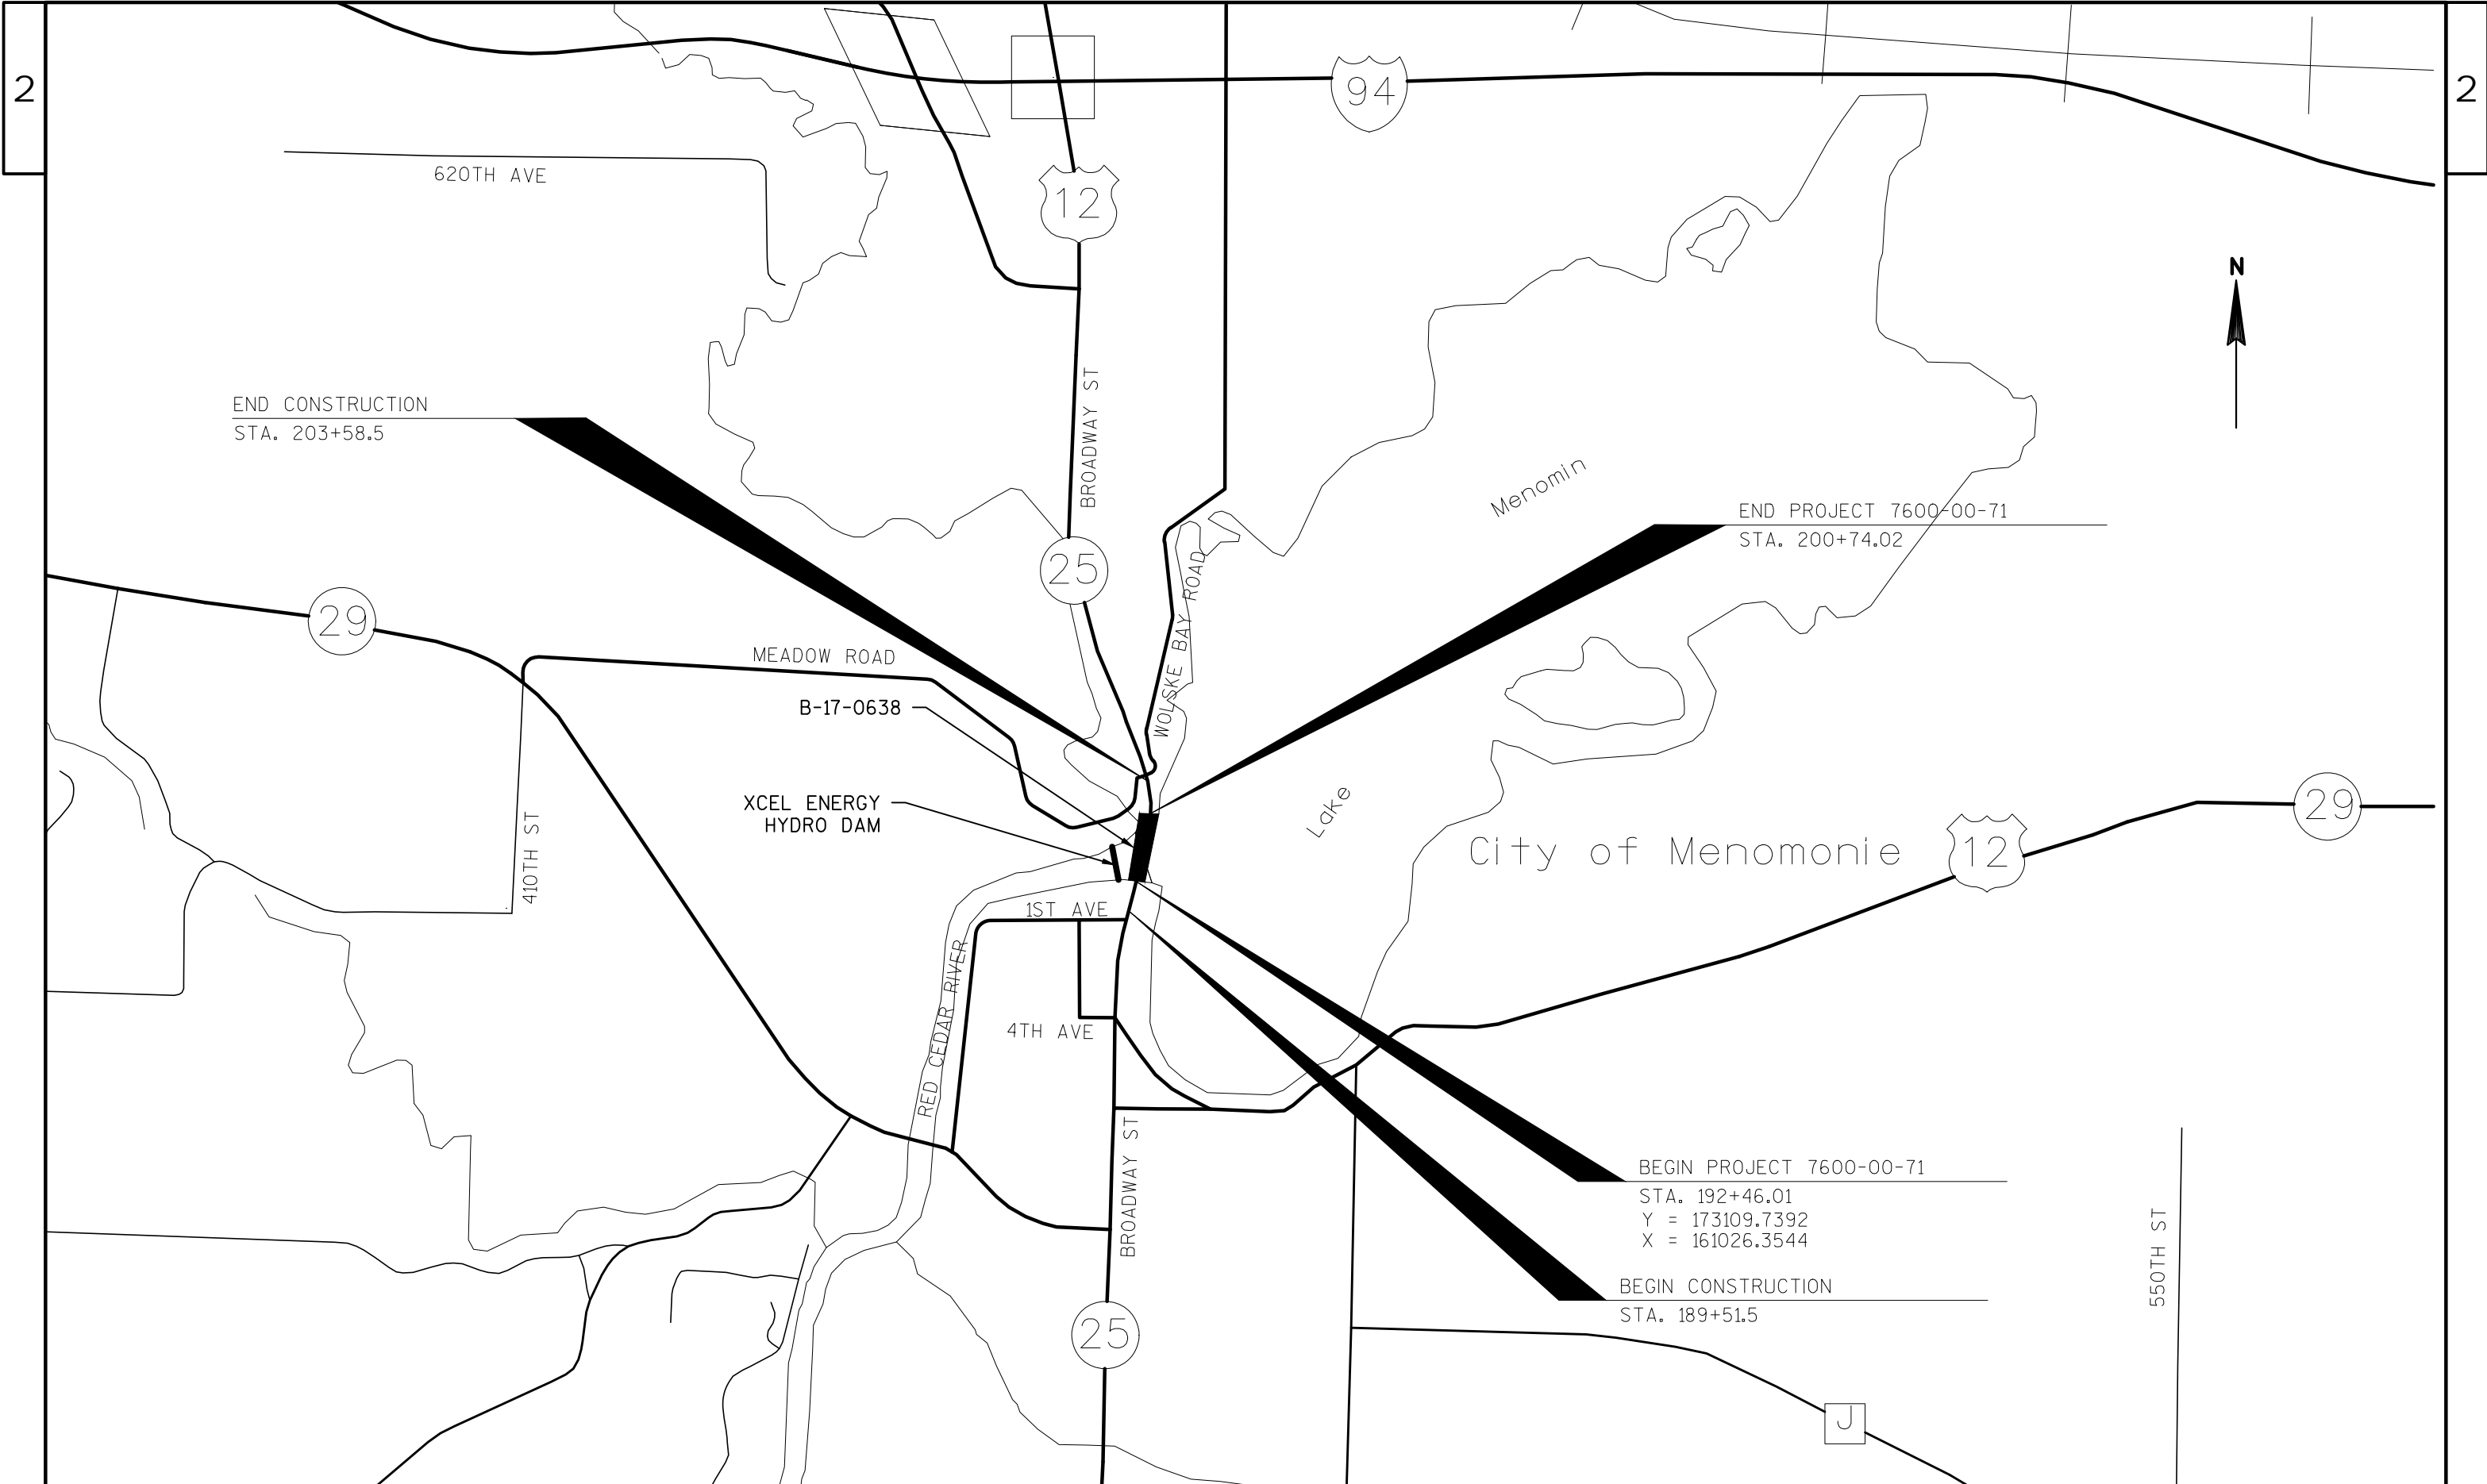 2
2
94
620TH AVE
12
N
BROADWAY ST
END CONSTRUCTION
STA. 203+58.5
Menomin
END PROJECT 7600-00-71
STA. 200+74.02
25
29
WOLSKE BAY ROAD
MEADOW ROAD
B-17-0638
XCEL ENERGY
HYDRO DAM
Lake
29
City of Menomonie
12
410TH ST
1ST AVE
RED CEDAR RIVER
4TH AVE
BROADWAY ST
BEGIN PROJECT 7600-00-71
STA. 192+46.01
Y = 173109.7392
X = 161026.3544
550TH ST
BEGIN CONSTRUCTION
STA. 189+51.5
25
J